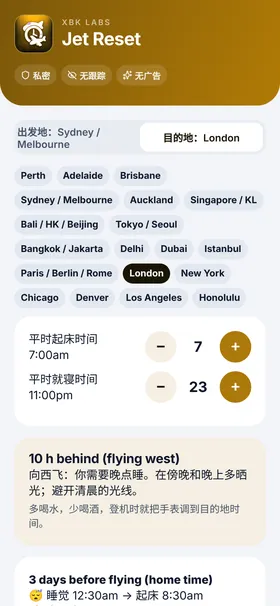 XBK LABS
Jet Reset
私密
无跟踪
无广告
出发地：Sydney /
Melbourne
目的地：London
Perth
Adelaide
Brisbane
Sydney / Melbourne
Auckland
Singapore / KL
Bali / HK / Beijing
Tokyo / Seoul
Bangkok / Jakarta
Delhi
Dubai
Istanbul
Paris / Berlin / Rome
London
New York
Chicago
Denver
Los Angeles
Honolulu
平时起床时间
7:00am
− 7 +
平时就寝时间
11:00pm
− 23 +
10 h behind (flying west)
向西飞：你需要晚点睡。在傍晚和晚上多晒
光；避开清晨的光线。
多喝水，少喝酒，登机时就把手表调到目的地时
间。
3 days before flying (home time)
😴 睡觉 12:30am → 起床 8:30am